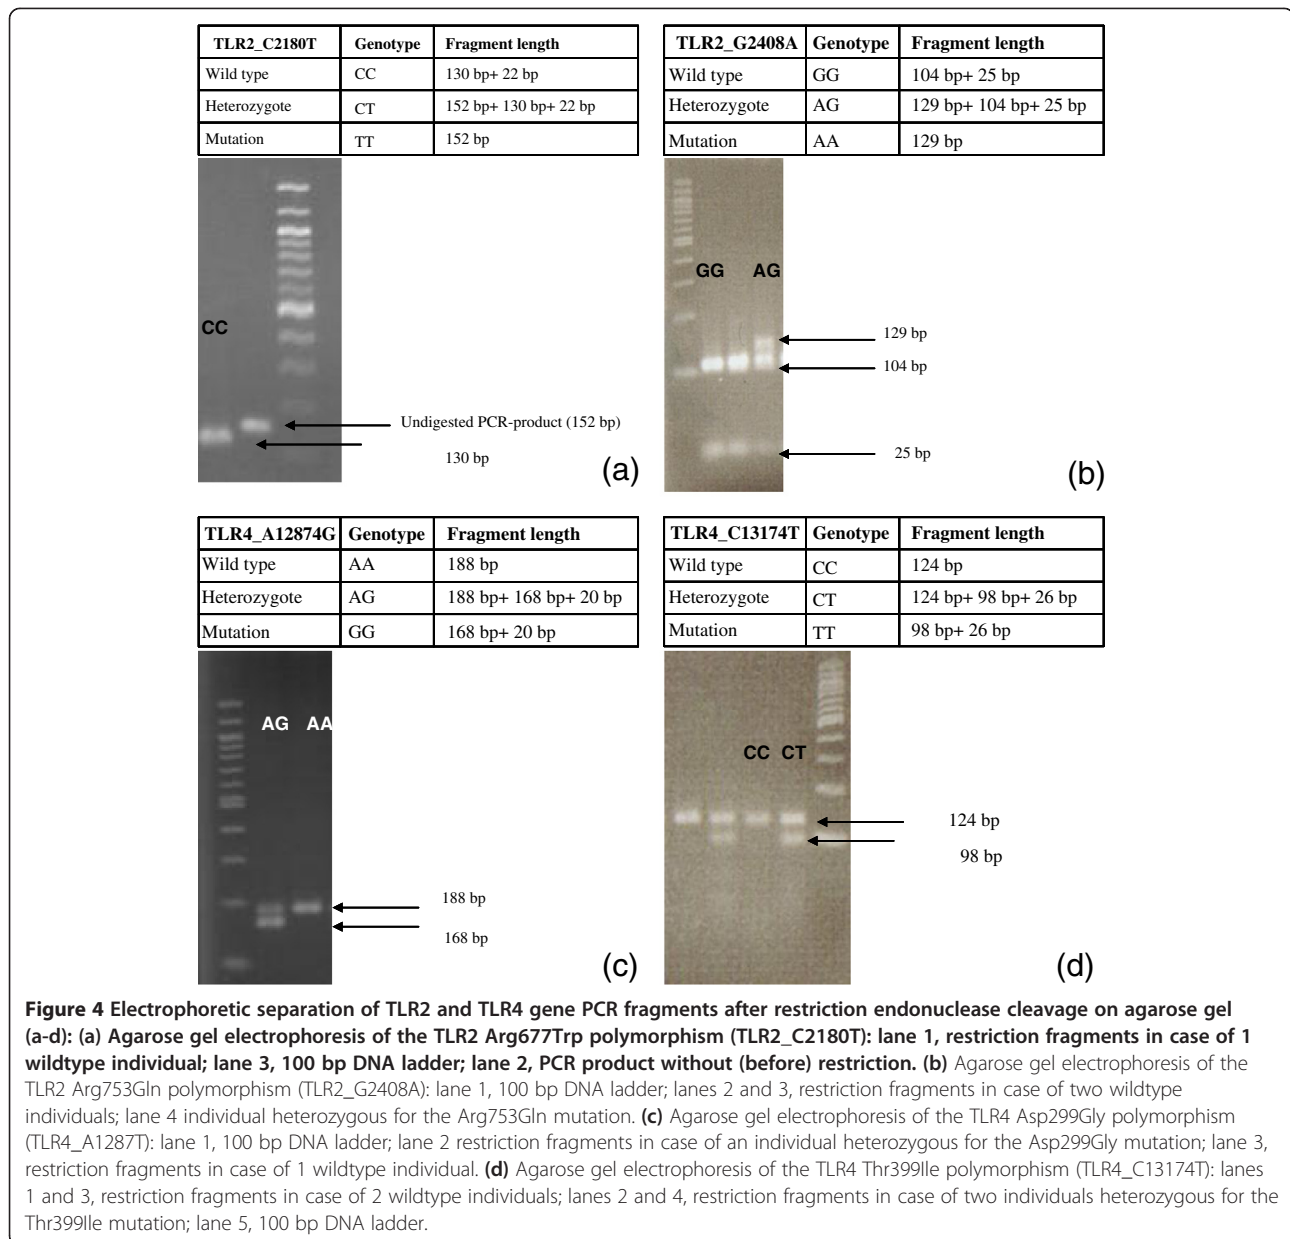 TLR2_C2180T Genotype Fragment length
Wild type CC 130 bp+ 22 bp
Heterozygote CT 152 bp+ 130 bp+ 22 bp
Mutation TT 152 bp
CC
Undigested PCR-product (152 bp)
130 bp
(a)
TLR2_G2408A Genotype Fragment length
Wild type GG 104 bp+ 25 bp
Heterozygote AG 129 bp+ 104 bp+ 25 bp
Mutation AA 129 bp
GG AG
129 bp
104 bp
25 bp
(b)
TLR4_A12874G Genotype Fragment length
Wild type AA 188 bp
Heterozygote AG 188 bp+ 168 bp+ 20 bp
Mutation GG 168 bp+ 20 bp
AG AA
188 bp
168 bp
(c)
TLR4_C13174T Genotype Fragment length
Wild type CC 124 bp
Heterozygote CT 124 bp+ 98 bp+ 26 bp
Mutation TT 98 bp+ 26 bp
CC CT
124 bp
98 bp
(d)
Figure 4 Electrophoretic separation of TLR2 and TLR4 gene PCR fragments after restriction endonuclease cleavage on agarose gel
(a-d): (a) Agarose gel electrophoresis of the TLR2 Arg677Trp polymorphism (TLR2_C2180T): lane 1, restriction fragments in case of 1
wildtype individual; lane 3, 100 bp DNA ladder; lane 2, PCR product without (before) restriction. (b) Agarose gel electrophoresis of the
TLR2 Arg753Gln polymorphism (TLR2_G2408A): lane 1, 100 bp DNA ladder; lanes 2 and 3, restriction fragments in case of two wildtype
individuals; lane 4 individual heterozygous for the Arg753Gln mutation. (c) Agarose gel electrophoresis of the TLR4 Asp299Gly polymorphism
(TLR4_A1287T): lane 1, 100 bp DNA ladder; lane 2 restriction fragments in case of an individual heterozygous for the Asp299Gly mutation; lane 3,
restriction fragments in case of 1 wildtype individual. (d) Agarose gel electrophoresis of the TLR4 Thr399Ile polymorphism (TLR4_C13174T): lanes
1 and 3, restriction fragments in case of 2 wildtype individuals; lanes 2 and 4, restriction fragments in case of two individuals heterozygous for the
Thr399Ile mutation; lane 5, 100 bp DNA ladder.